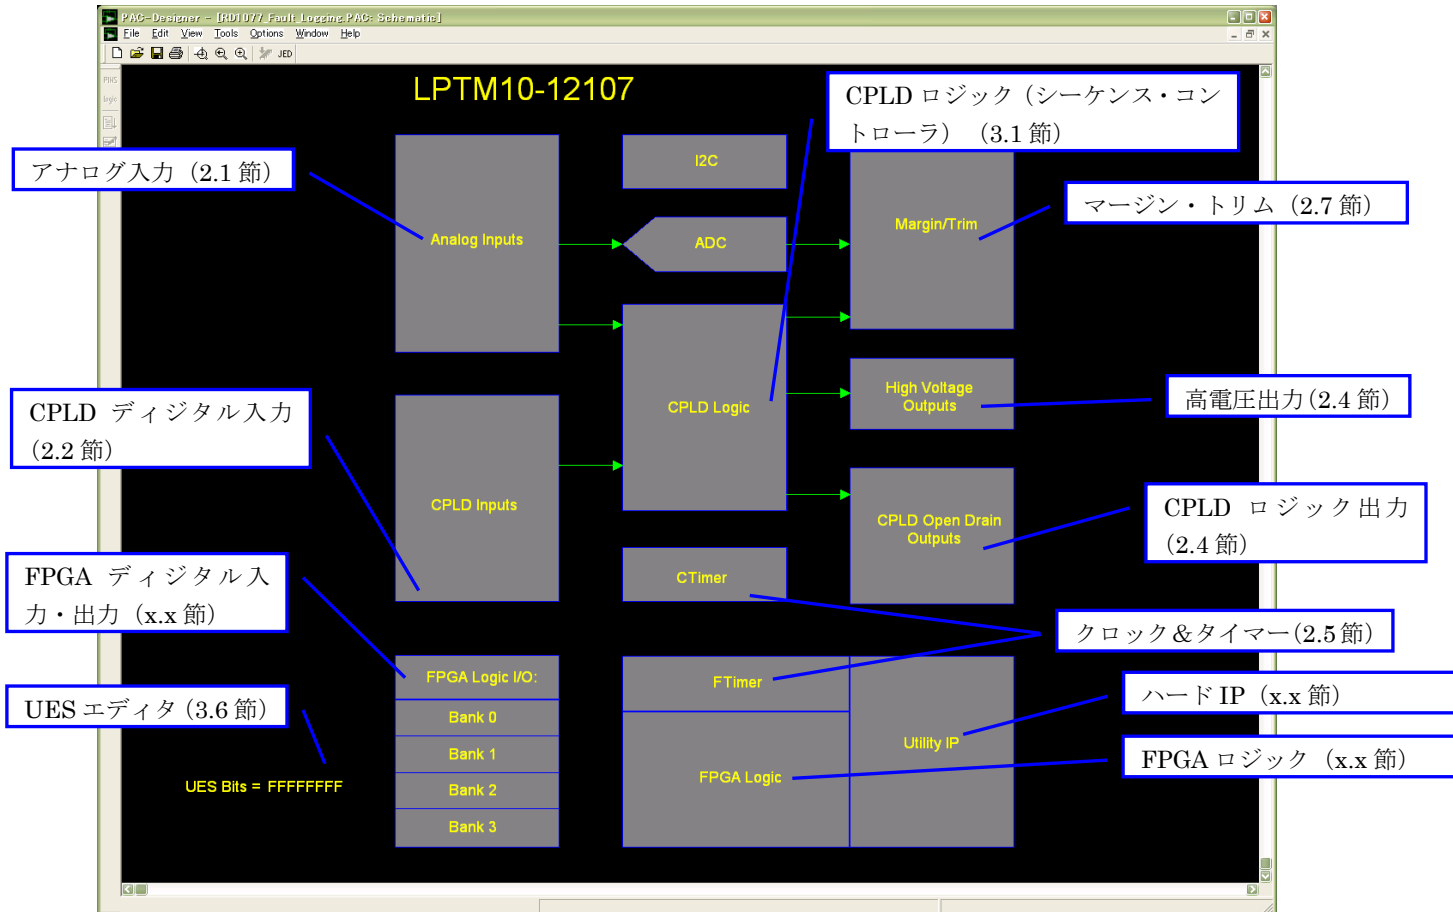 PAC-Designer - [RD1077_Fault_Logging.PAC: Schematic]
File Edit View Tools Options Window Help
JED
PINS
logic
LPTM10-12107
CPLD ロジック（シーケンス・コン
トローラ）（3.1 節）
アナログ入力（2.1 節）
I2C
マージン・トリム（2.7 節）
Analog Inputs
ADC
Margin/Trim
CPLD ディジタル入力
（2.2 節）
CPLD Logic
High Voltage
Outputs
高電圧出力（2.4 節）
CPLD Inputs
CPLD Open Drain
Outputs
CPLD ロジック出力
（2.4 節）
FPGA ディジタル入
力・出力（x.x 節）
CTimer
クロック＆タイマー（2.5 節）
FPGA Logic I/O:
FTimer
ハード IP（x.x 節）
UES エディタ（3.6 節）
Bank 0
Bank 1
Utility IP
FPGA ロジック（x.x 節）
UES Bits = FFFFFFFF
Bank 2
FPGA Logic
Bank 3